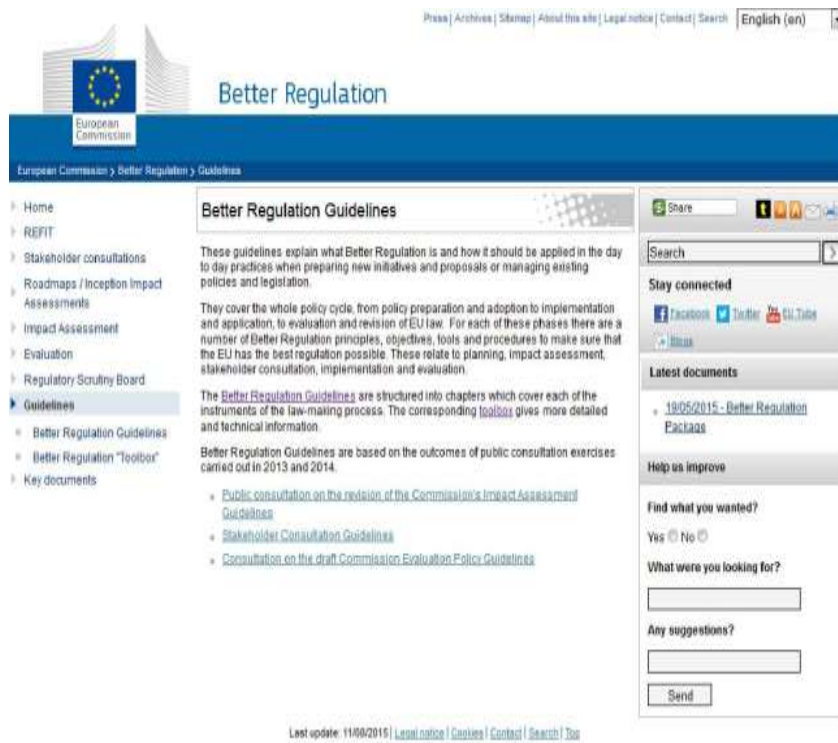 Press | Archives | Sitemap | About this site | Legal notice | Contact | Search
English (en)
European
Commission
Better Regulation
European Commission > Better Regulation > Guidelines
Home
REFIT
Stakeholder consultations
Roadmaps / Inception Impact
Assessments
Impact Assessment
Evaluation
Regulatory Scrutiny Board
Guidelines
Better Regulation Guidelines
Better Regulation "Toolbox"
Key documents
Better Regulation Guidelines
These guidelines explain what Better Regulation is and how it should be applied in the day
to day practices when preparing new initiatives and proposals or managing existing
policies and legislation.
They cover the whole policy cycle, from policy preparation and adoption to implementation
and application, to evaluation and revision of EU law. For each of these phases there are a
number of Better Regulation principles, objectives, tools and procedures to make sure that
the EU has the best regulation possible. These relate to planning, impact assessment,
stakeholder consultation, implementation and evaluation.
The Better Regulation Guidelines are structured into chapters which cover each of the
instruments of the law-making process. The corresponding toolbox gives more detailed
and technical information.
Better Regulation Guidelines are based on the outcomes of public consultation exercises
carried out in 2013 and 2014.
Public consultation on the revision of the Commission's Impact Assessment
Guidelines
Stakeholder Consultation Guidelines
Consultation on the draft Commission Evaluation Policy Guidelines
Share
t
Search
Stay connected
Facebook Twitter EU Tube
Blogs
Latest documents
19/05/2015 - Better Regulation
Package
Help us improve
Find what you wanted?
Yes No
What were you looking for?
Any suggestions?
Send
Last update: 11/08/2015 | Legal notice | Cookies | Contact | Search | Top